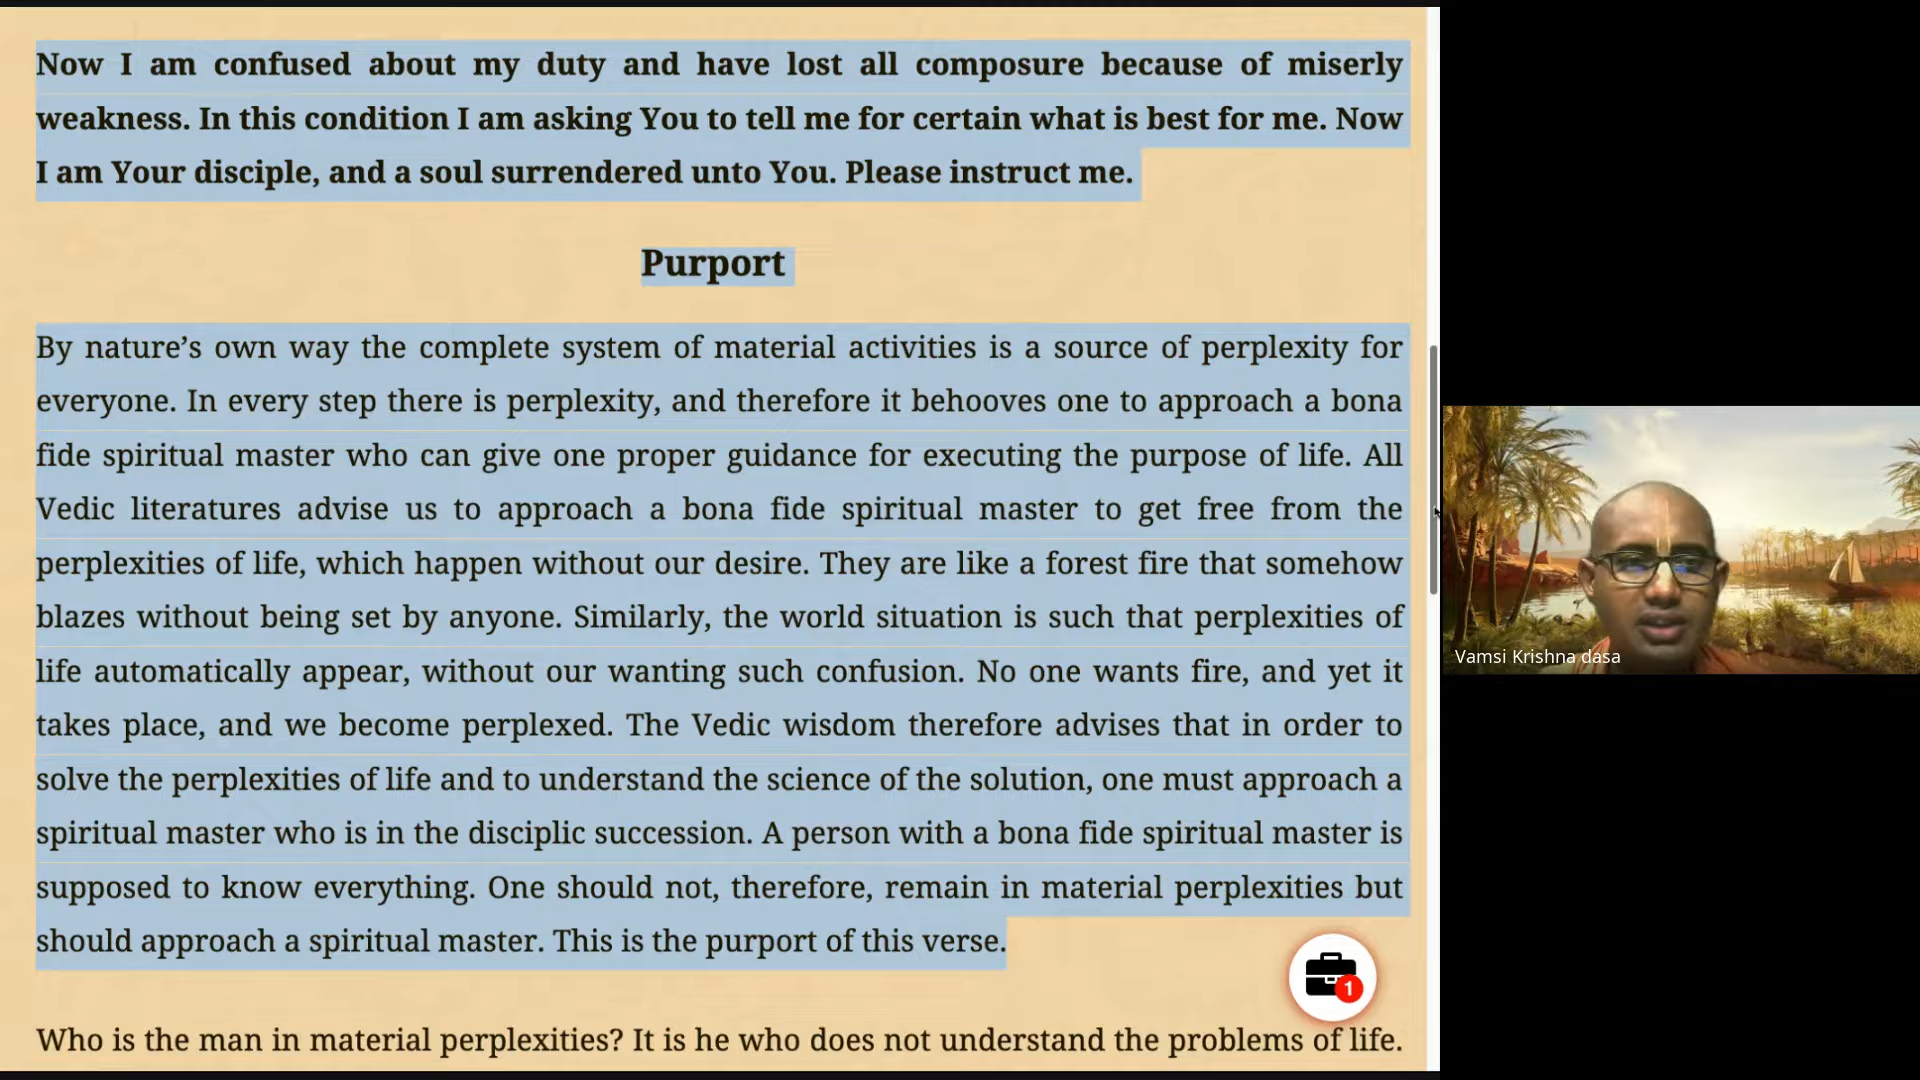 Now I am confused about my duty and have lost all composure because of miserly
weakness. In this condition I am asking You to tell me for certain what is best for me. Now
I am Your disciple, and a soul surrendered unto You. Please instruct me.
Purport
By nature’s own way the complete system of material activities is a source of perplexity for
everyone. In every step there is perplexity, and therefore it behooves one to approach a bona
fide spiritual master who can give one proper guidance for executing the purpose of life. All
Vedic literatures advise us to approach a bona fide spiritual master to get free from the
perplexities of life, which happen without our desire. They are like a forest fire that somehow
blazes without being set by anyone. Similarly, the world situation is such that perplexities of
life automatically appear, without our wanting such confusion. No one wants fire, and yet it
takes place, and we become perplexed. The Vedic wisdom therefore advises that in order to
solve the perplexities of life and to understand the science of the solution, one must approach a
spiritual master who is in the disciplic succession. A person with a bona fide spiritual master is
supposed to know everything. One should not, therefore, remain in material perplexities but
should approach a spiritual master. This is the purport of this verse.
1
Who is the man in material perplexities? It is he who does not understand the problems of life.
Vamsi Krishna dasa